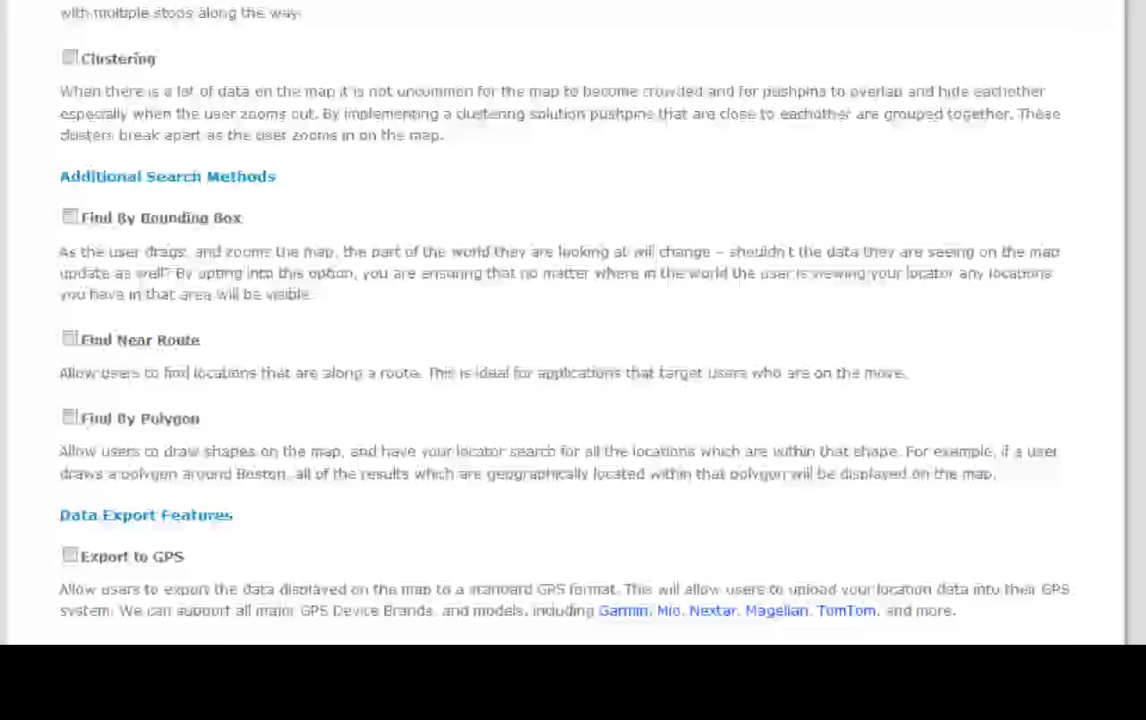 with multiple stops along the way.
Clustering
When there is a lot of data on the map it is not uncommon for the map to become crowded and for pushpins to overlap and hide eachother
especially when the user zooms out. By implementing a clustering solution pushpins that are close to eachother are grouped together. These
clusters break apart as the user zooms in on the map.
Additional Search Methods
Find By Bounding Box
As the user drags, and zooms the map, the part of the world they are looking at will change – shouldn't the data they are seeing on the map
update as well? By opting into this option, you are ensuring that no matter where in the world the user is viewing your locator any locations
you have in that area will be visible.
Find Near Route
Allow users to find locations that are along a route. This is ideal for applications that target users who are on the move.
Find By Polygon
Allow users to draw shapes on the map, and have your locator search for all the locations which are within that shape. For example, if a user
draws a polygon around Boston, all of the results which are geographically located within that polygon will be displayed on the map.
Data Export Features
Export to GPS
Allow users to export the data displayed on the map to a standard GPS format. This will allow users to upload your location data into their GPS
system. We can support all major GPS Device Brands, and models, including Garmin, Mio, Nextar, Magellan, TomTom, and more.